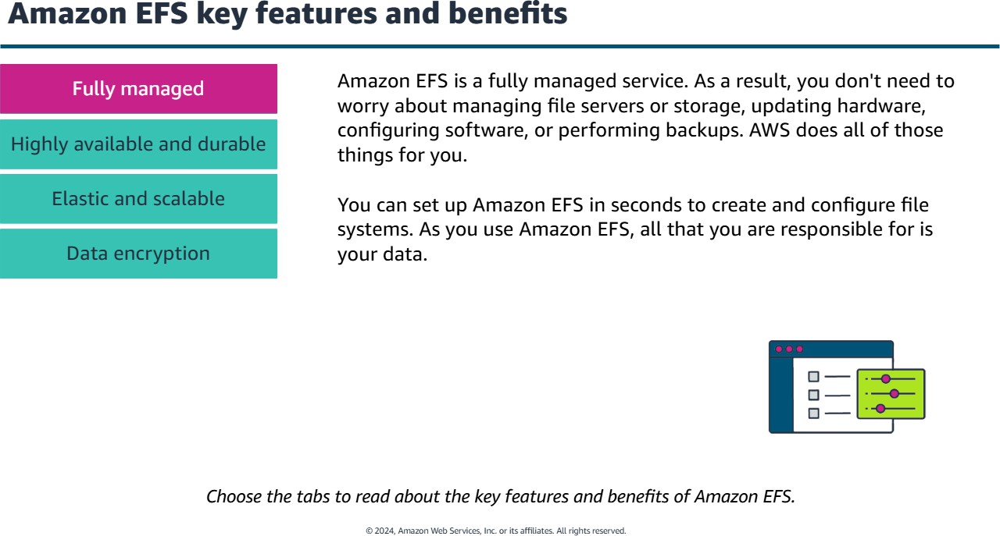 Amazon EFS key features and benefits
Fully managed
Highly available and durable
Elastic and scalable
Data encryption
Amazon EFS is a fully managed service. As a result, you don't need to
worry about managing file servers or storage, updating hardware,
configuring software, or performing backups. AWS does all of those
things for you.
You can set up Amazon EFS in seconds to create and configure file
systems. As you use Amazon EFS, all that you are responsible for is
your data.
Choose the tabs to read about the key features and benefits of Amazon EFS.
© 2024, Amazon Web Services, Inc. or its affiliates. All rights reserved.